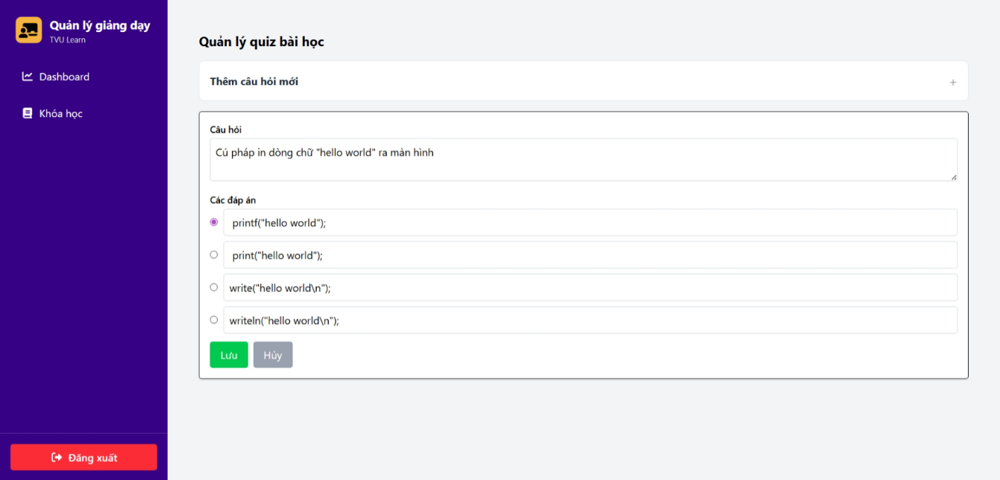 Quản lý giảng dạy
TVU Learn
Dashboard
Khóa học
Đăng xuất
Quản lý quiz bài học
Thêm câu hỏi mới
+
Câu hỏi
Cú pháp in dòng chữ "hello world" ra màn hình
Các đáp án
printf("hello world");
print("hello world");
write("hello world\n");
writeln("hello world\n");
Lưu Hủy